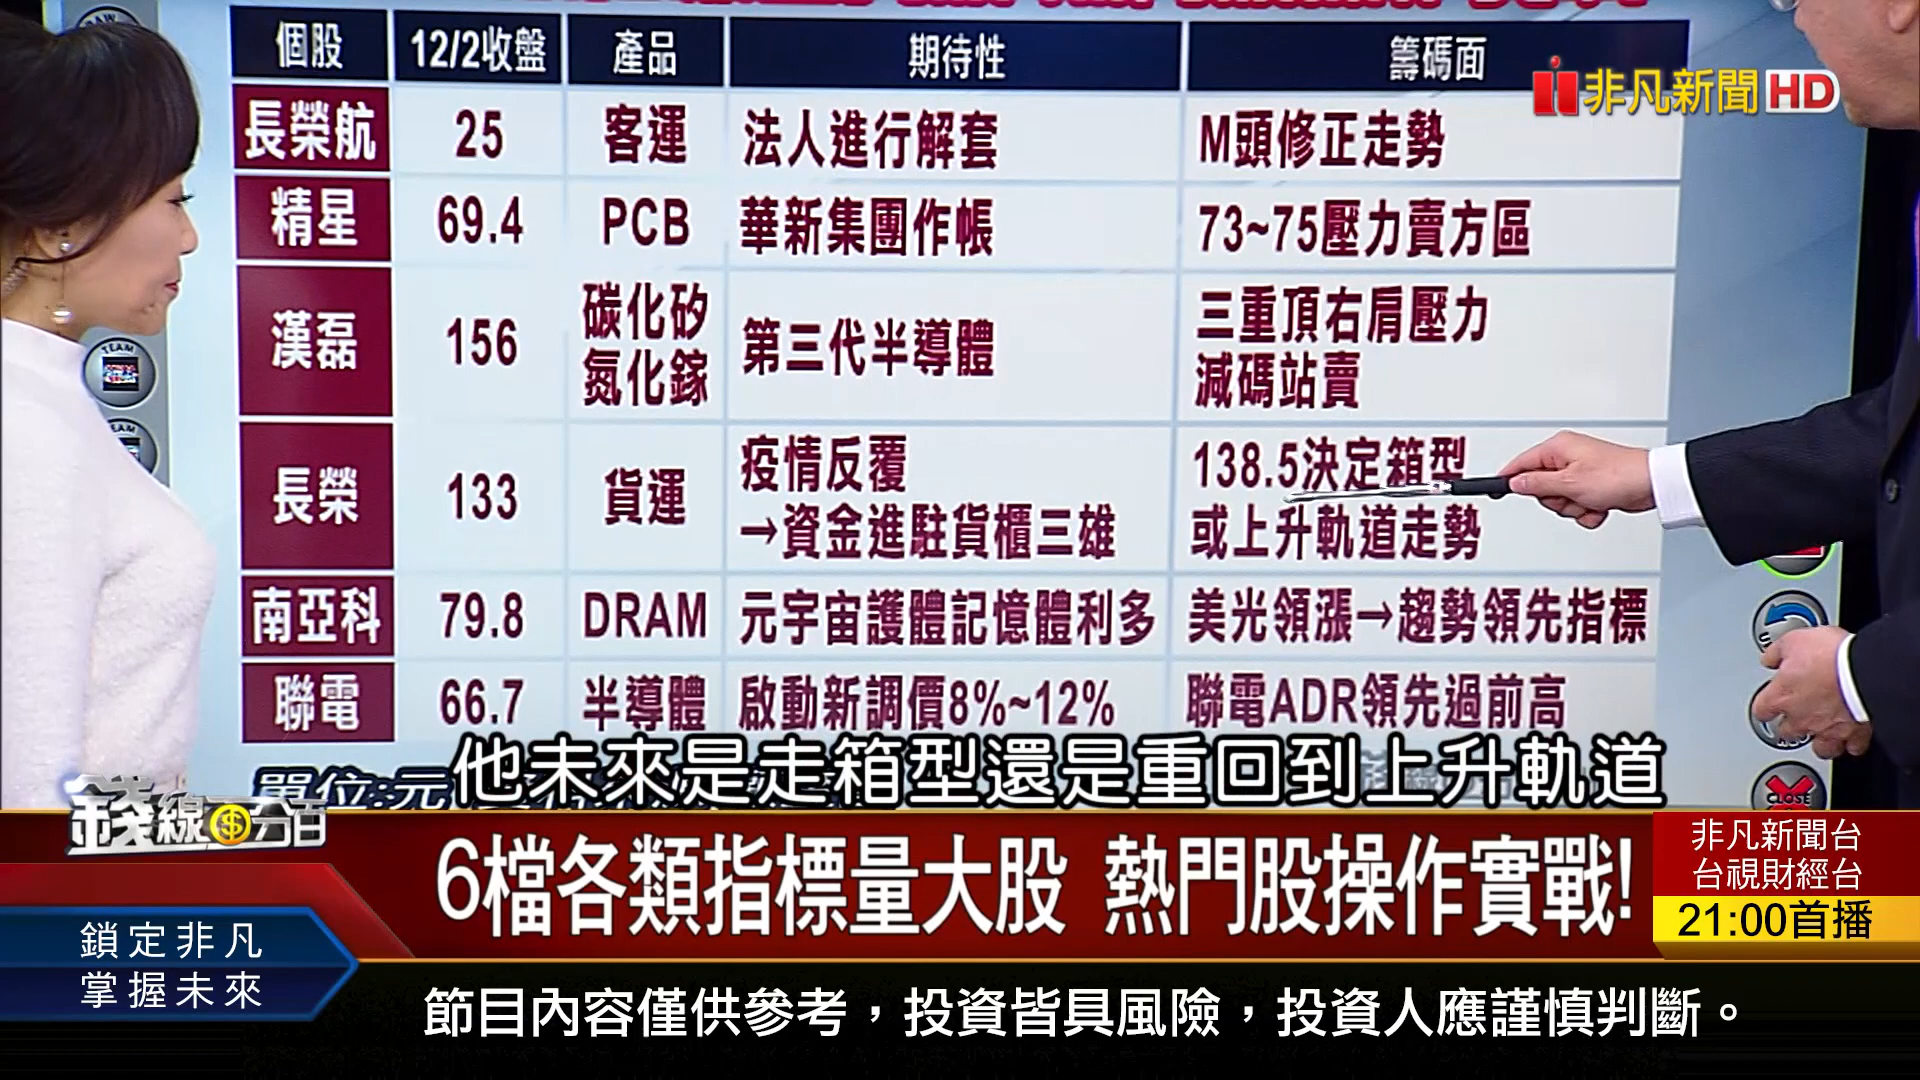 個股 12/2收盤 產品 期待性 籌碼面
非凡新聞HD
長榮航 25 客運 法人進行解套 M頭修正走勢
精星 69.4 PCB 華新集團作帳 73~75壓力賣方區
漢磊 156 碳化矽 氮化鎵 第三代半導體 三重頂右肩壓力
減碼站賣
長榮 133 貨運 疫情反覆 138.5決定箱型
→資金進駐貨櫃三雄 或上升軌道走勢
南亞科 79.8 DRAM 元宇宙護體記憶體利多 美光領漲→趨勢領先指標
聯電 66.7 半導體 啟動新調價8%~12% 聯電ADR領先過前高
TEAM
CLOSE
單位:元
他未來是走箱型還是重回到上升軌道
錢線百分百
6檔各類指標量大股 熱門股操作實戰!
非凡新聞台
台視財經台
21:00首播
鎖定非凡
掌握未來
節目內容僅供參考，投資皆具風險，投資人應謹慎判斷。